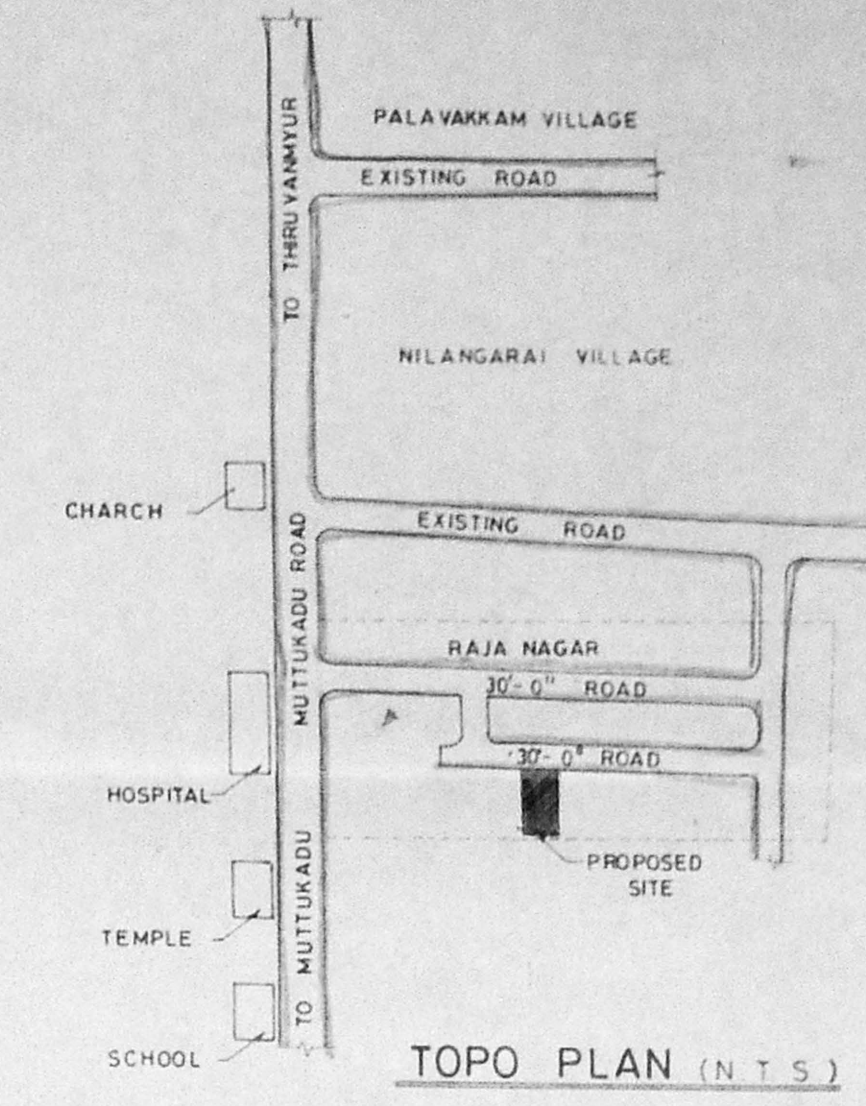 PALAVAKKAM VILLAGE
EXISTING ROAD
TO THIRUVANMYUR
NILANGARAI VILLAGE
CHARCH
EXISTING ROAD
MUTTUKADU ROAD
RAJA NAGAR
30'-0" ROAD
30'-0" ROAD
HOSPITAL
PROPOSED
SITE
TO MUTTUKADU
TEMPLE
SCHOOL
TOPO PLAN (N.T.S)